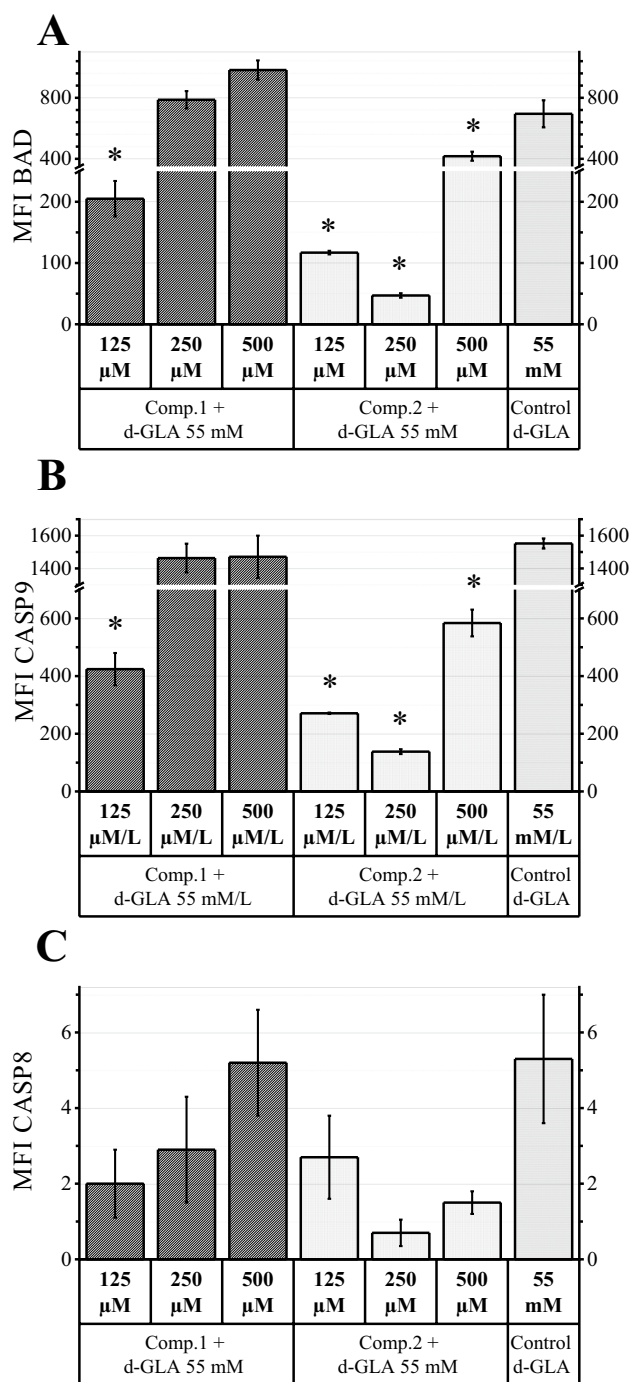 A
MFI BAD
800 800
400 400
200 200
100 100
0 0
* * * *
125 250 500 125 250 500 55
µM µM µM µM µM µM mM
Comp.1 + Comp.2 + Control
d-GLA 55 mM d-GLA 55 mM d-GLA
B
MFI CASP9
1600 1600
1400 1400
600 600
400 400
200 200
0 0
* * * *
125 250 500 125 250 500 55
µM/L µM/L µM/L µM/L µM/L µM/L mM/L
Comp.1 + Comp.2 + Control
d-GLA 55 mM/L d-GLA 55 mM/L d-GLA
C
MFI CASP8
6 6
4 4
2 2
0 0
125 250 500 125 250 500 55
µM µM µM µM µM µM mM
Comp.1 + Comp.2 + Control
d-GLA 55 mM d-GLA 55 mM d-GLA